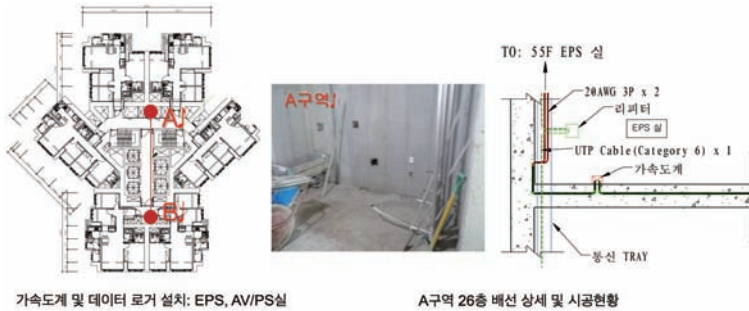 A
B
A구역
TO: 55F EPS 실
20AWG 3P x 2
리피터
EPS 실
UTP Cable(Category 6) x 1
가속도계
통신 TRAY
가속도계 및 데이터 로거 설치: EPS, AV/PS실
A구역 26층 배선 상세 및 시공현황